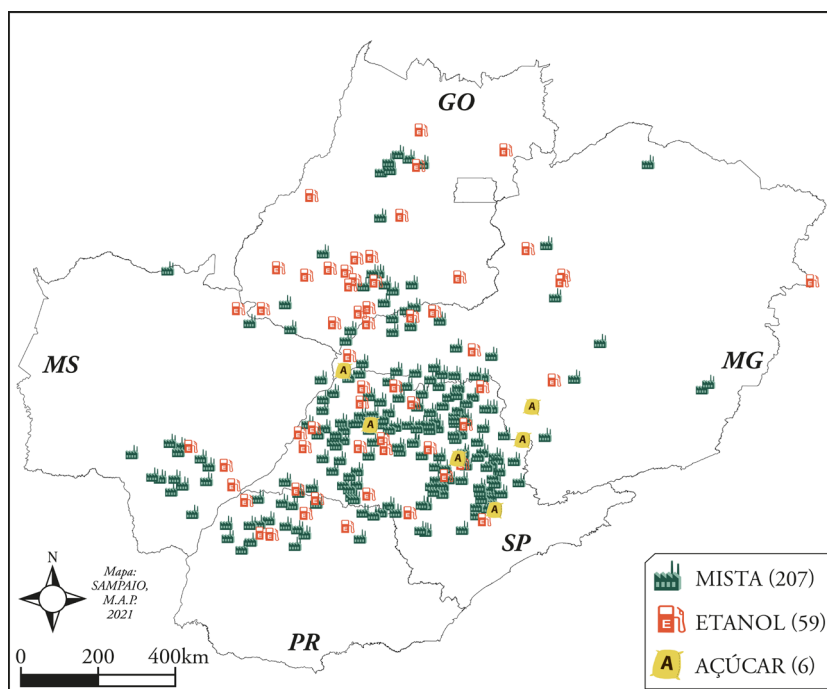 GO
MS
MG
SP
PR
N
Mapa:
SAMPAIO,
M.A.P.
2021
0 200 400km
MISTA (207)
E ETANOL (59)
A AÇÚCAR (6)